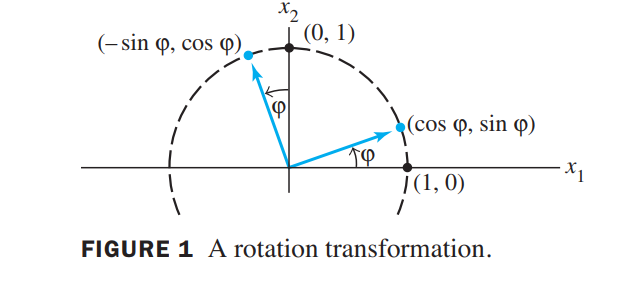 x₂
(0, 1)
(– sin φ, cos φ)
φ
(cos φ, sin φ)
φ
x₁
(1, 0)
FIGURE 1 A rotation transformation.